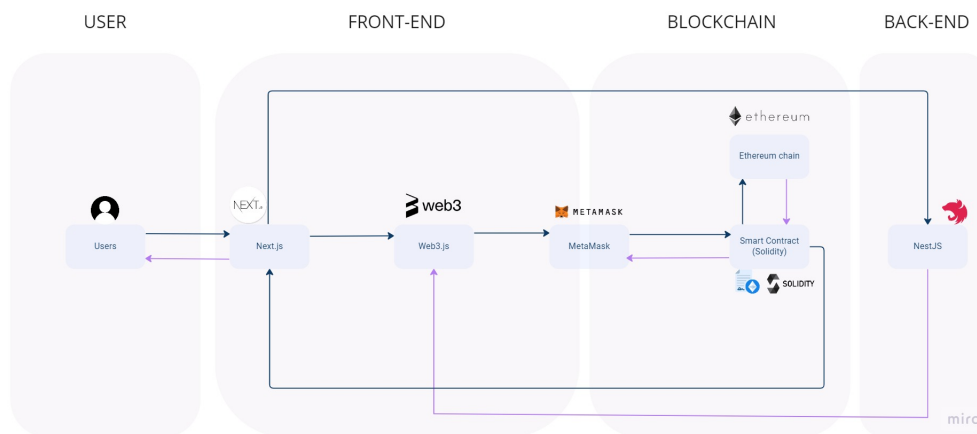 USER
FRONT-END
BLOCKCHAIN
BACK-END
ethereum
Ethereum chain
NEXT.
web3
METAMASK
Users
Next.js
Web3.js
MetaMask
Smart Contract
(Solidity)
NestJS
SOLIDITY
miro